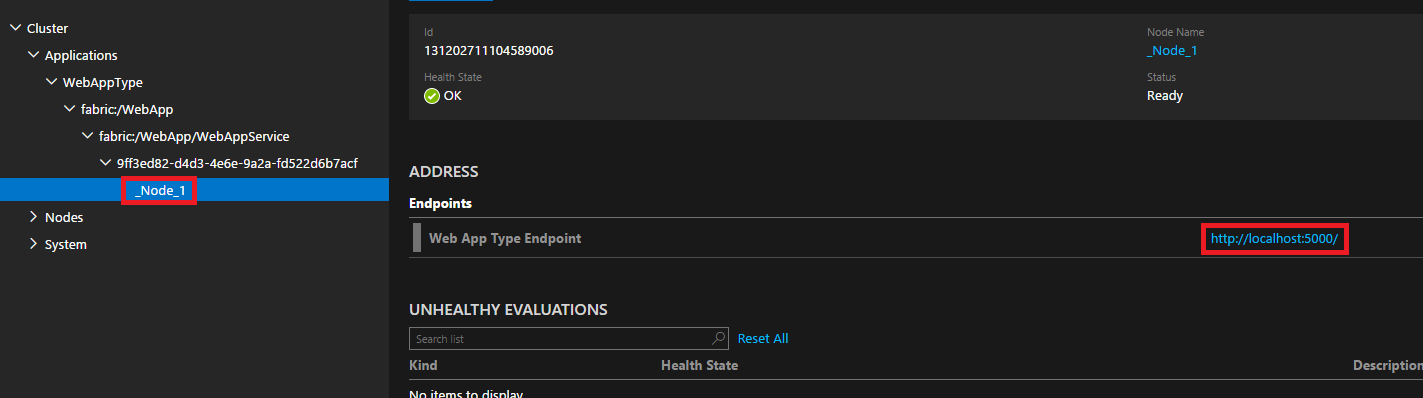 Cluster
Applications
WebAppType
fabric:/WebApp
fabric:/WebApp/WebAppService
9ff3ed82-d4d3-4e6e-9a2a-fd522d6b7acf
_Node_1
Nodes
System
Id
131202711104589006
Node Name
_Node_1
Health State
OK
Status
Ready
ADDRESS
Endpoints
Web App Type Endpoint http://localhost:5000/
UNHEALTHY EVALUATIONS
Search list Reset All
Kind Health State Description
No items to display